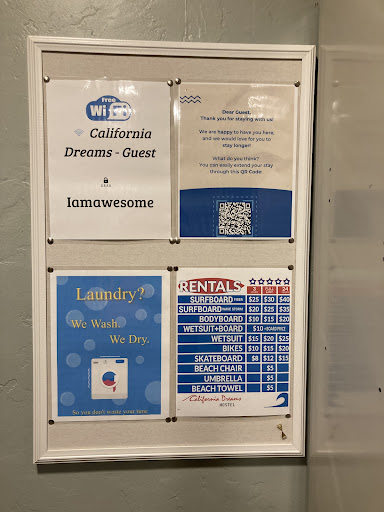 Free
WiFi
California
Dreams - Guest
Iamawesome
Dear Guest,
Thank you for staying with us!
We are happy to have you here,
and we would love for you to
stay longer!
What do you think?
You can easily extend your stay
through this QR Code
Laundry?
We Wash.
We Dry.
So you don't waste your time
RENTALS
SURFBOARD $25 $30 $40
SURFBOARD $20 $25 $35
BODYBOARD $10 $15 $20
WETSUIT+BOARD $10 + BOARD PRICE
WETSUIT $15 $20 $25
BIKES $10 $15 $20
SKATEBOARD $8 $12 $15
BEACH CHAIR $5
UMBRELLA $5
BEACH TOWEL $5
California Dreams
HOSTEL